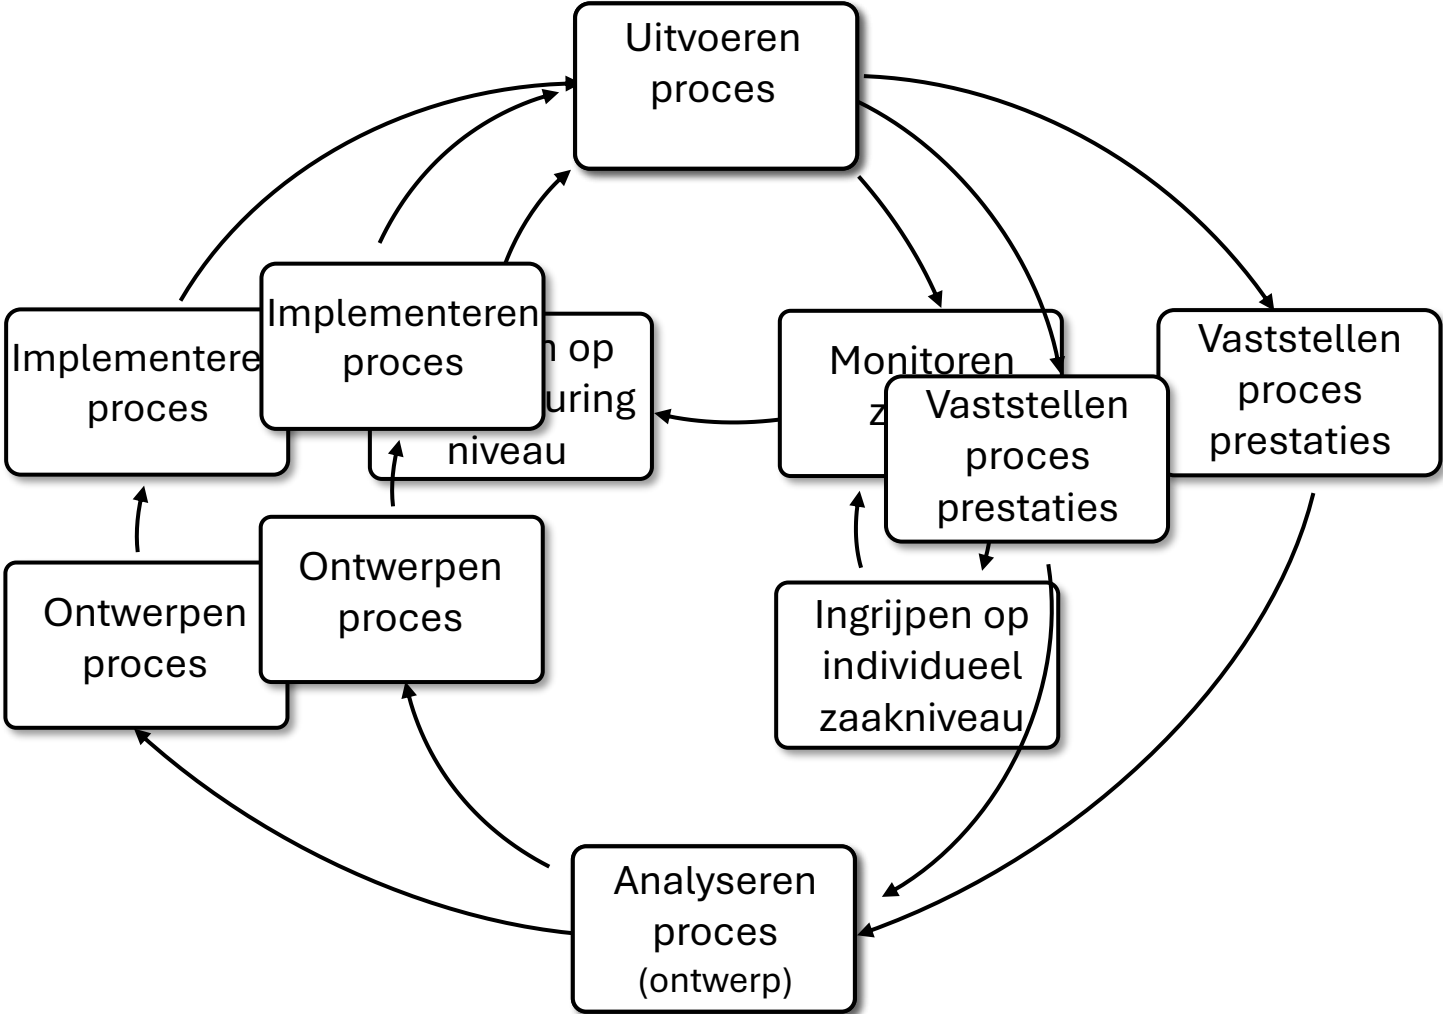 Uitvoeren
proces
Implementeren
proces
Implementere
proces
op
uring
niveau
Monitoren
Vaststellen
proces
prestaties
Vaststellen
proces
prestaties
Ontwerpen
proces
Ontwerpen
proces
Ingrijpen op
individueel
zaakniveau
Analyseren
proces
(ontwerp)